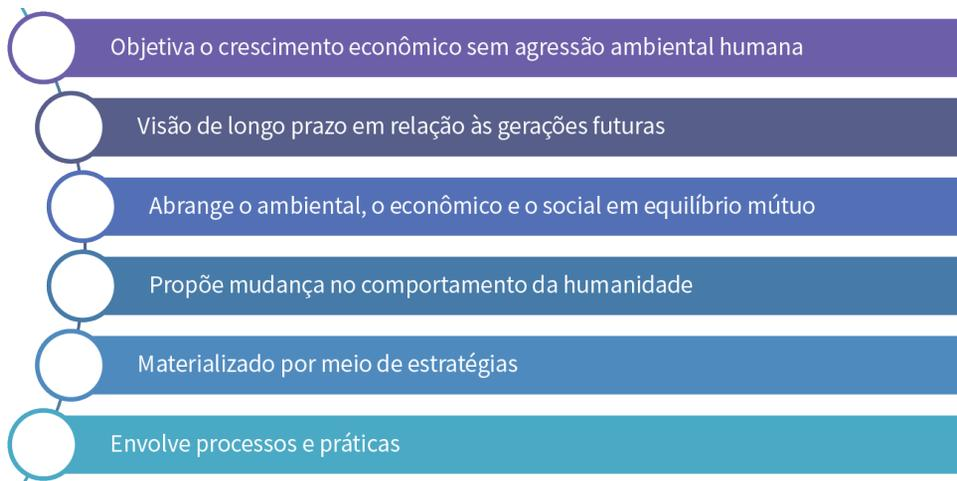 Objetiva o crescimento econômico sem agressão ambiental humana
Visão de longo prazo em relação às gerações futuras
Abrange o ambiental, o econômico e o social em equilíbrio mútuo
Propõe mudança no comportamento da humanidade
Materializado por meio de estratégias
Envolve processos e práticas